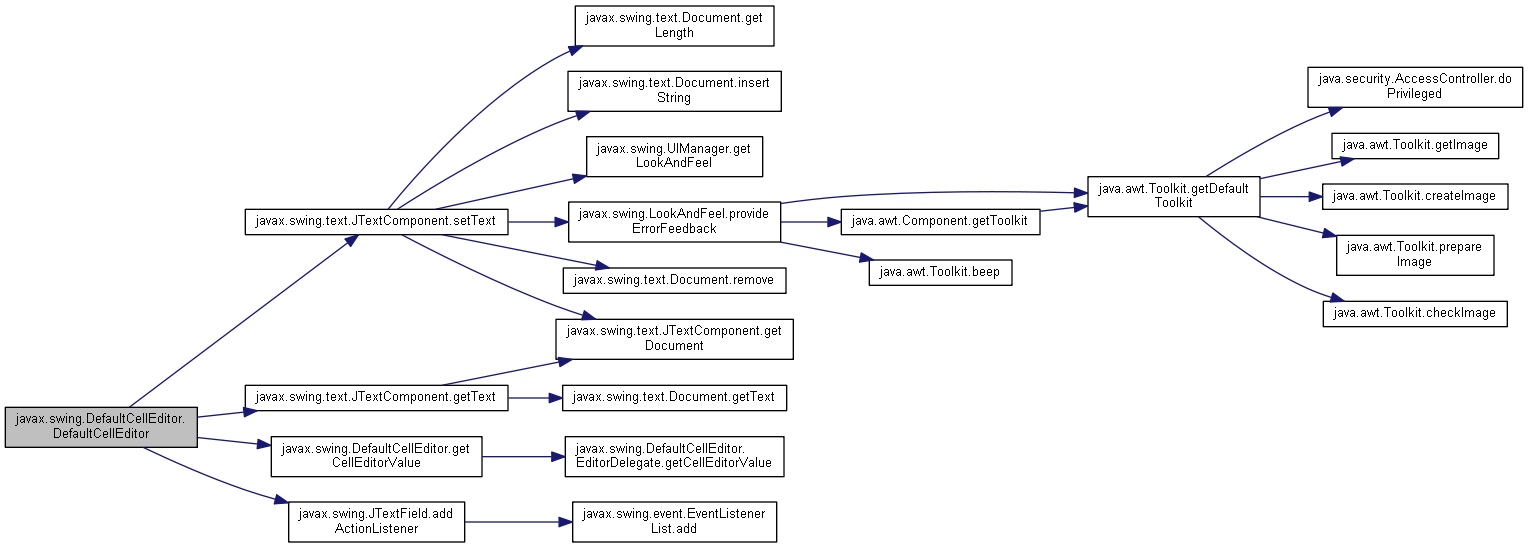 javax.swing.DefaultCellEditor.
DefaultCellEditor
javax.swing.text.JTextComponent.setText
javax.swing.text.JTextComponent.getText
javax.swing.DefaultCellEditor.get
CellEditorValue
javax.swing.JTextField.add
ActionListener
javax.swing.text.Document.get
Length
javax.swing.text.Document.insert
String
javax.swing.UIManager.get
LookAndFeel
javax.swing.LookAndFeel.provide
ErrorFeedback
javax.swing.text.Document.remove
javax.swing.text.JTextComponent.get
Document
javax.swing.text.Document.getText
javax.swing.DefaultCellEditor.
EditorDelegate.getCellEditorValue
javax.swing.event.EventListener
List.add
java.awt.Component.getToolkit
java.awt.Toolkit.beep
java.awt.Toolkit.getDefault
Toolkit
java.security.AccessController.do
Privileged
java.awt.Toolkit.getImage
java.awt.Toolkit.createImage
java.awt.Toolkit.prepare
Image
java.awt.Toolkit.checkImage